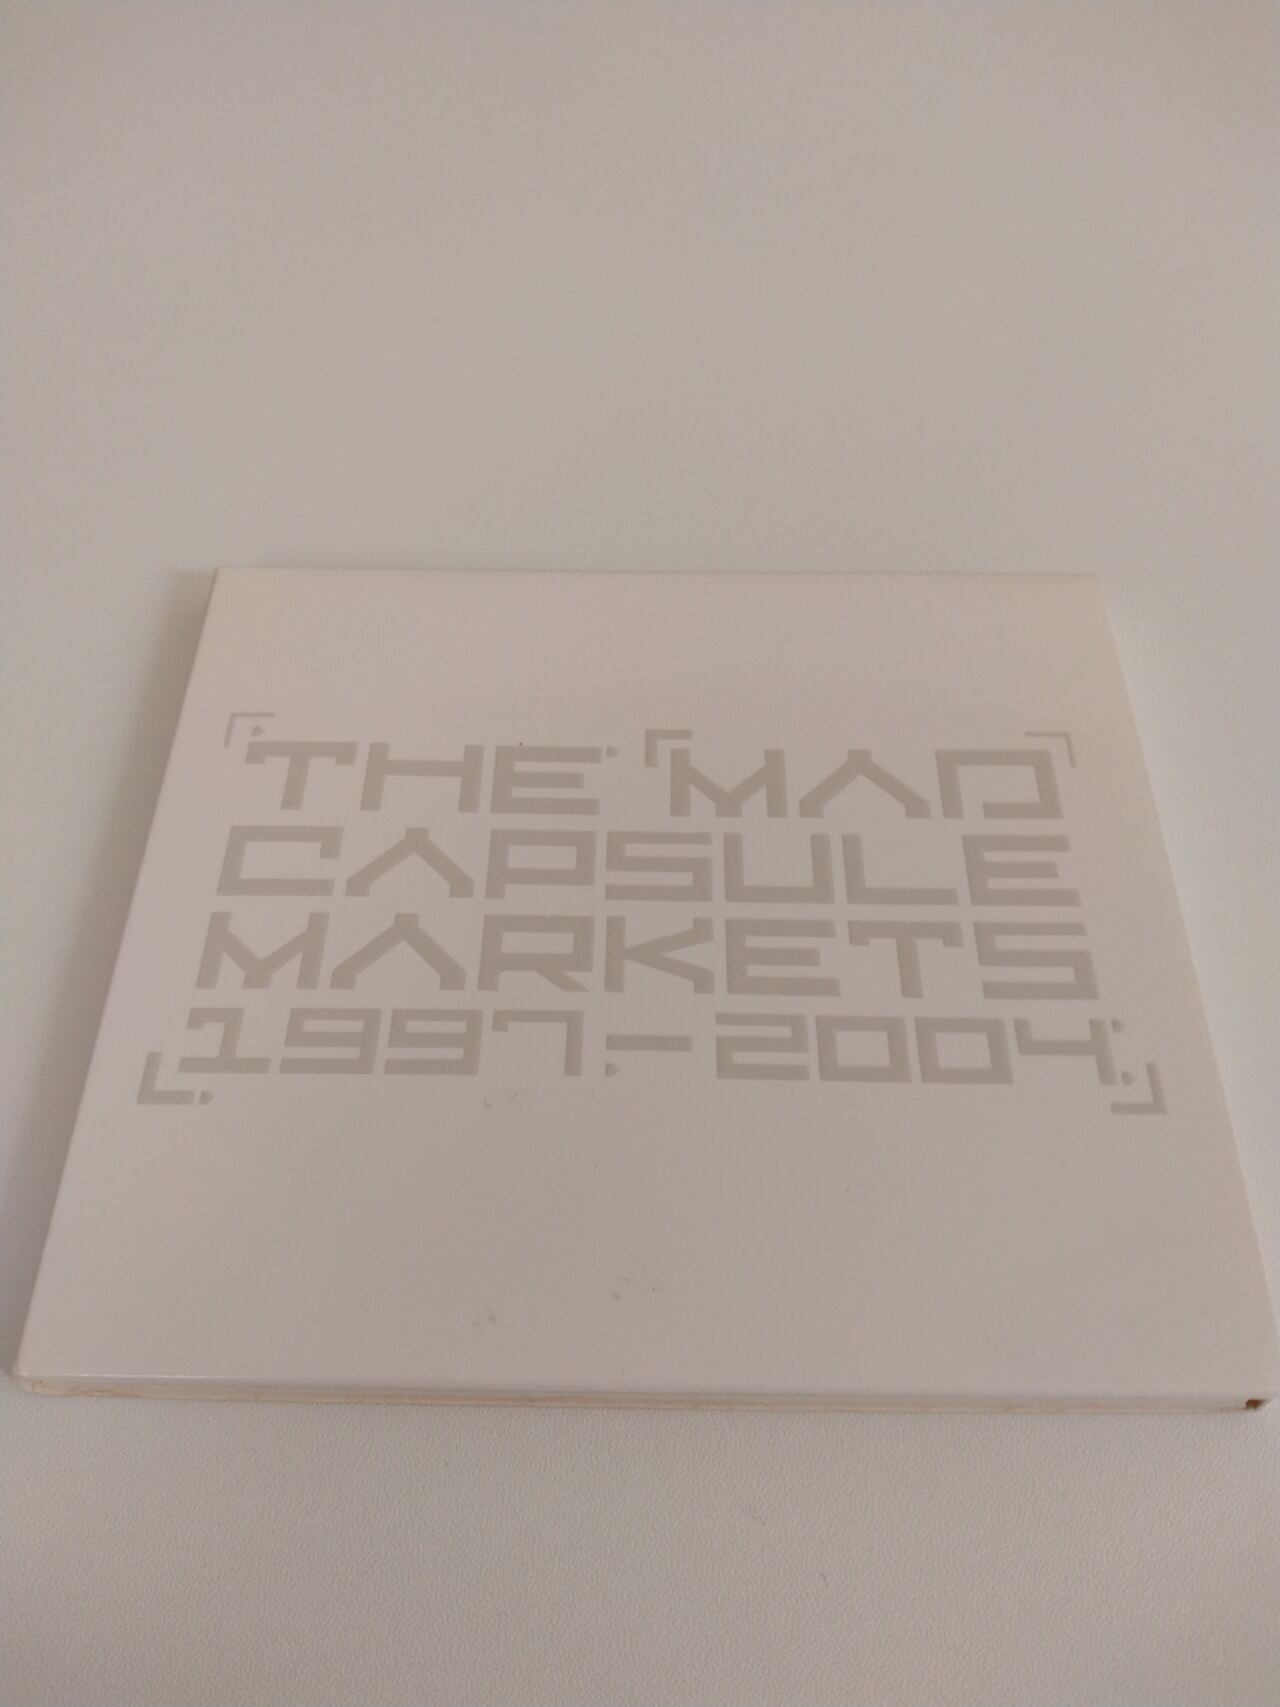 THE MAD
CAPSULE
MARKETS
1997-2004